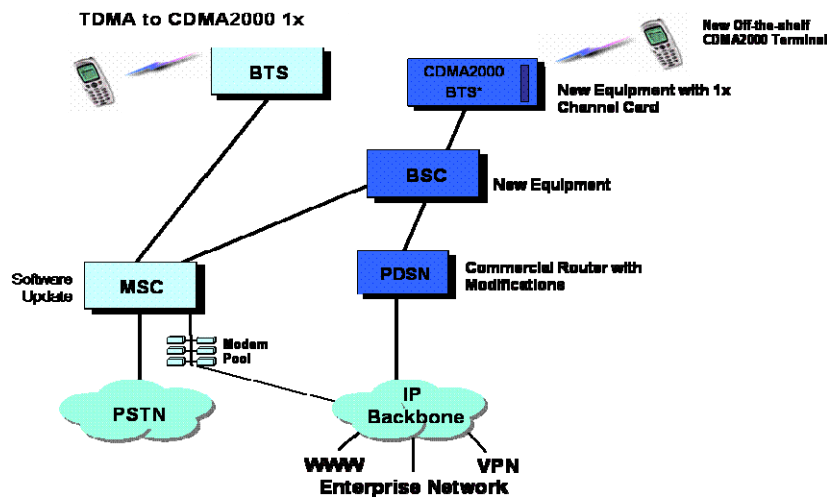 TDMA to CDMA2000 1x
New Off-the-shelf
CDMA2000 Terminal
BTS
CDMA2000
BTS*
New Equipment with 1x
Channel Card
BSC
New Equipment
Software
Update
MSC
PDSN
Commercial Router with
Modifications
Modem
Pool
PSTN
IP
Backbone
WWW
VPN
Enterprise Network